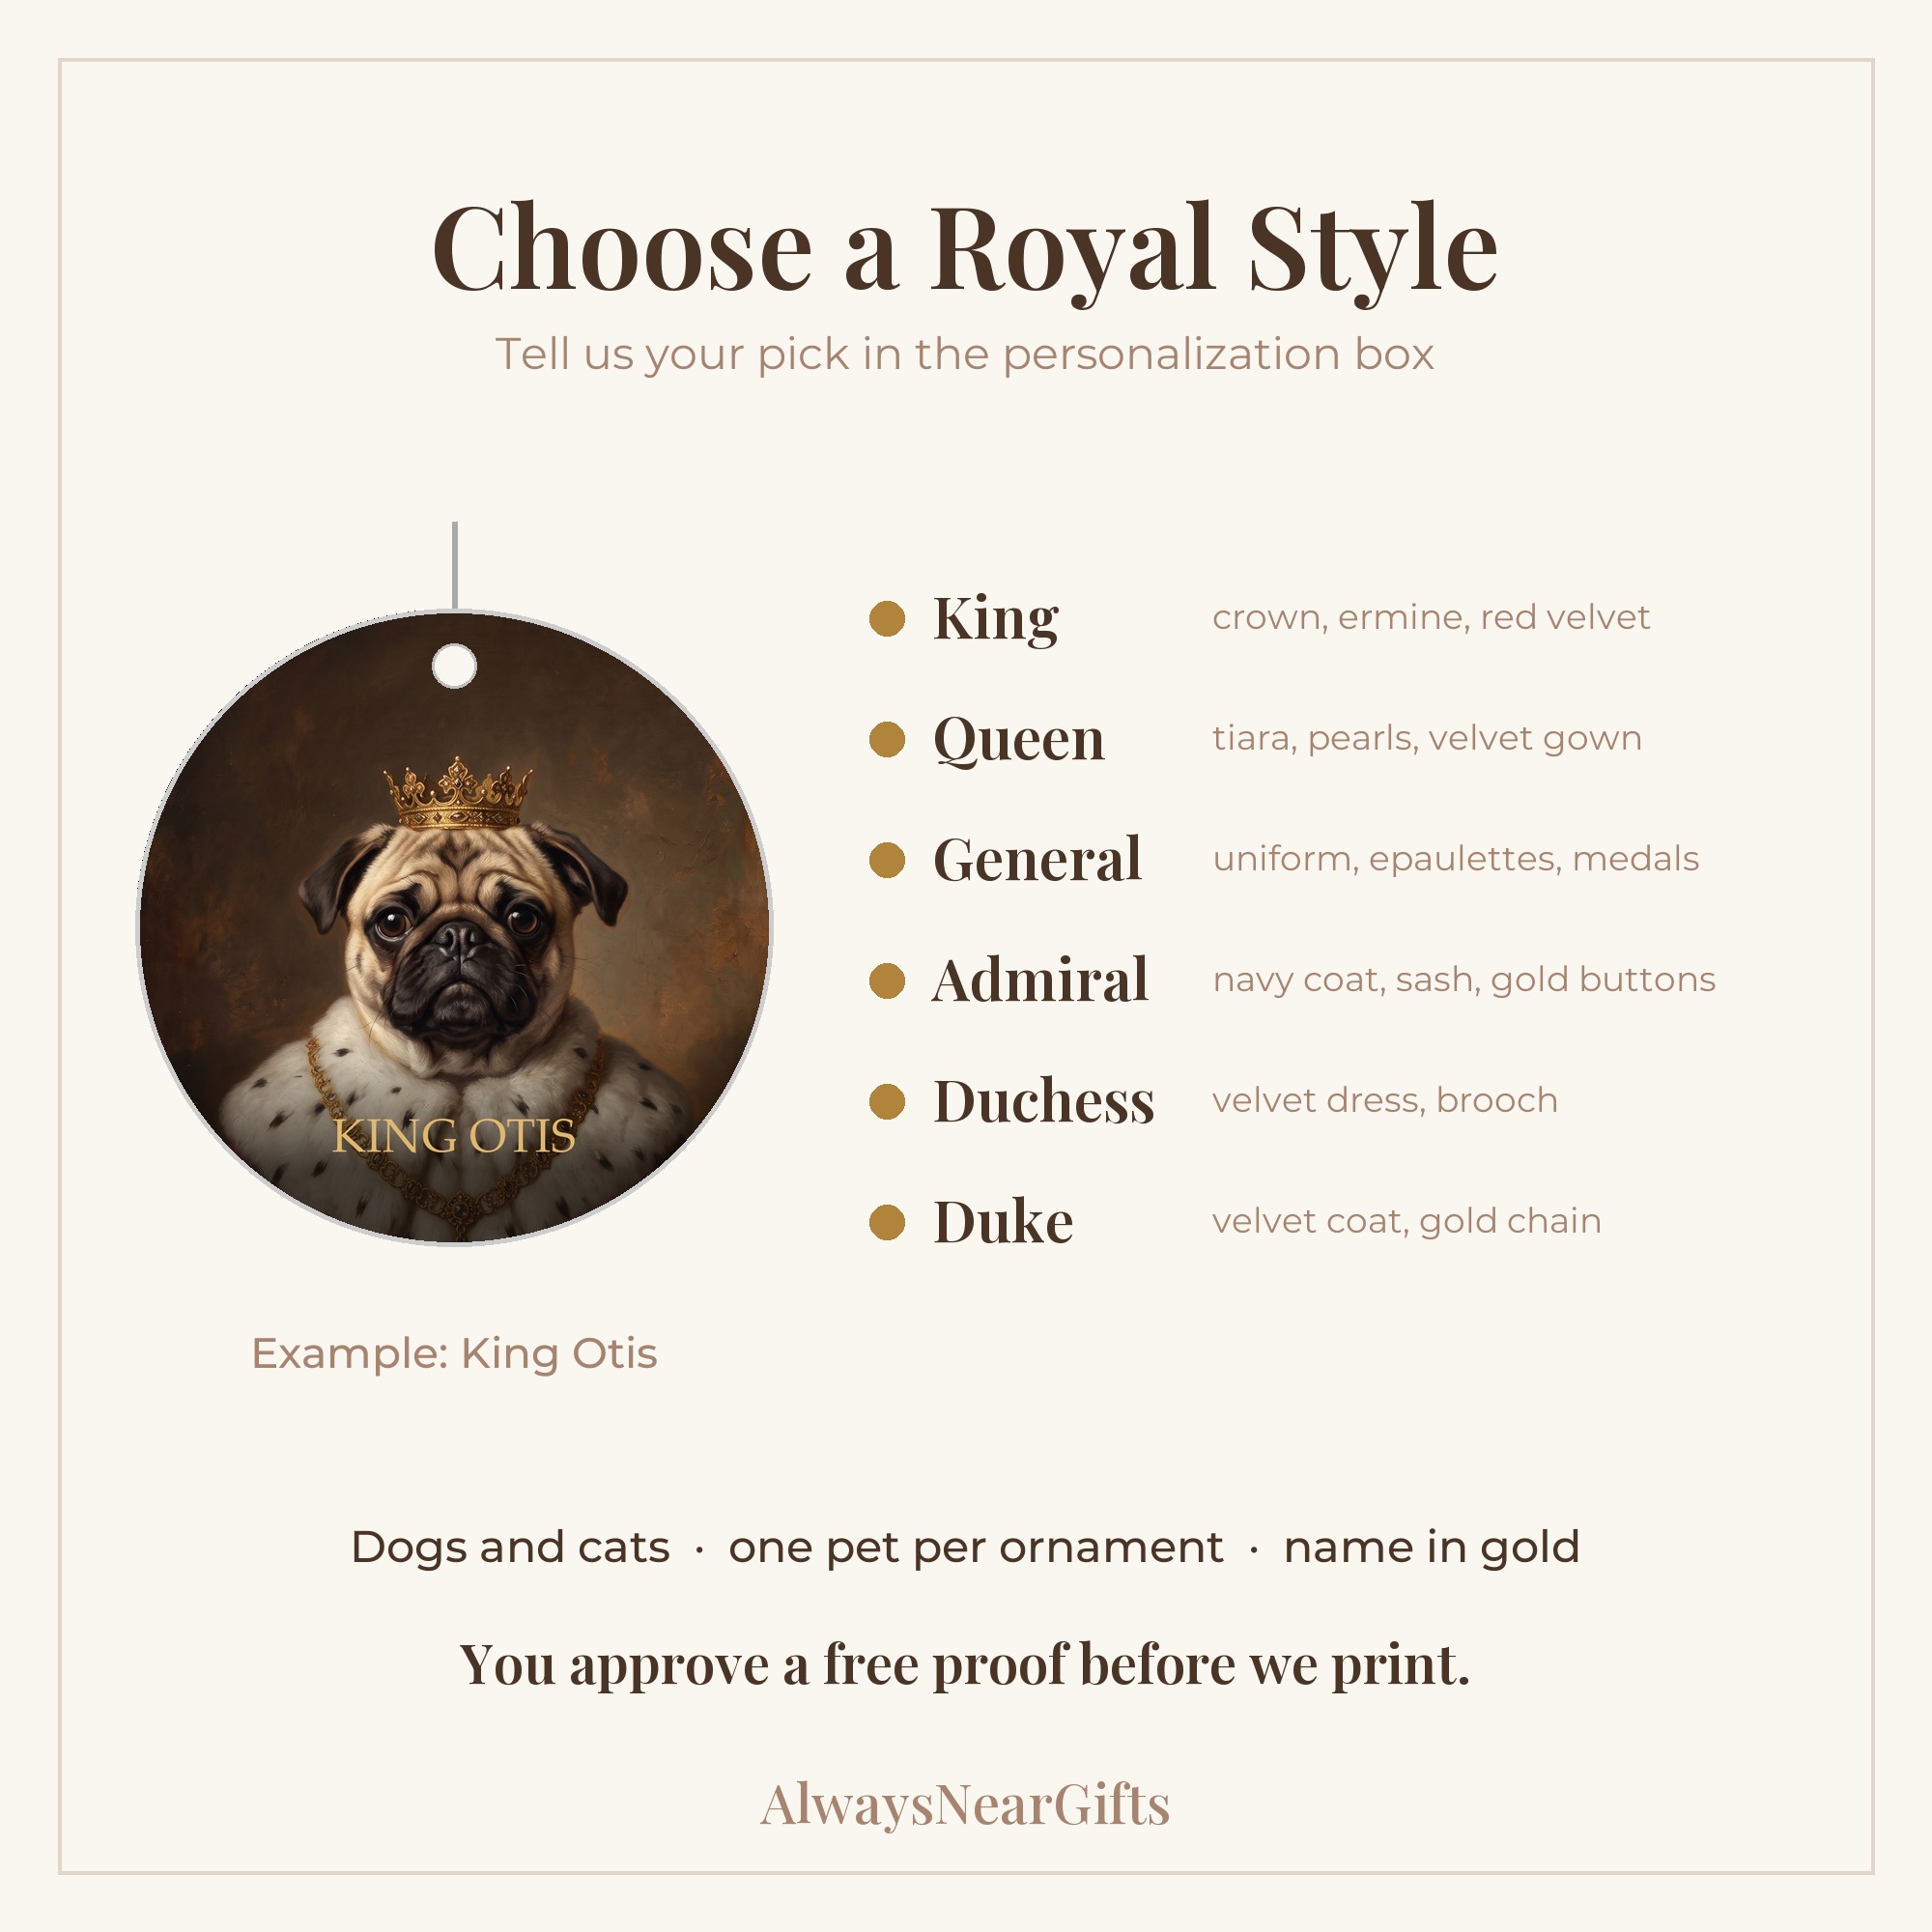 Choose a Royal Style
Tell us your pick in the personalization box
KING OTIS
Example: King Otis
King crown, ermine, red velvet
Queen tiara, pearls, velvet gown
General uniform, epaulettes, medals
Admiral navy coat, sash, gold buttons
Duchess velvet dress, brooch
Duke velvet coat, gold chain
Dogs and cats · one pet per ornament · name in gold
You approve a free proof before we print.
AlwaysNearGifts